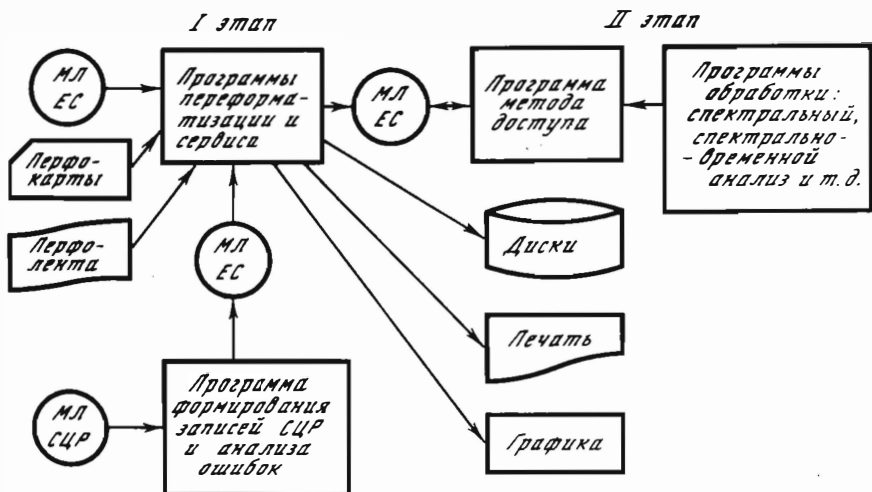 I этап
II этап
МЛ
ЕС
Программы
переформа-
тизации и
сервиса
МЛ
ЕС
Программа
метода
доступа
Программы
обработки:
спектральный,
спектрально-
-временной
анализ и т.д.
Перфо-
карты
Перфо-
лента
МЛ
ЕС
Диски
Печать
Графика
МЛ
СЦР
Программа
формирования
записей СЦР
и анализа
ошибок